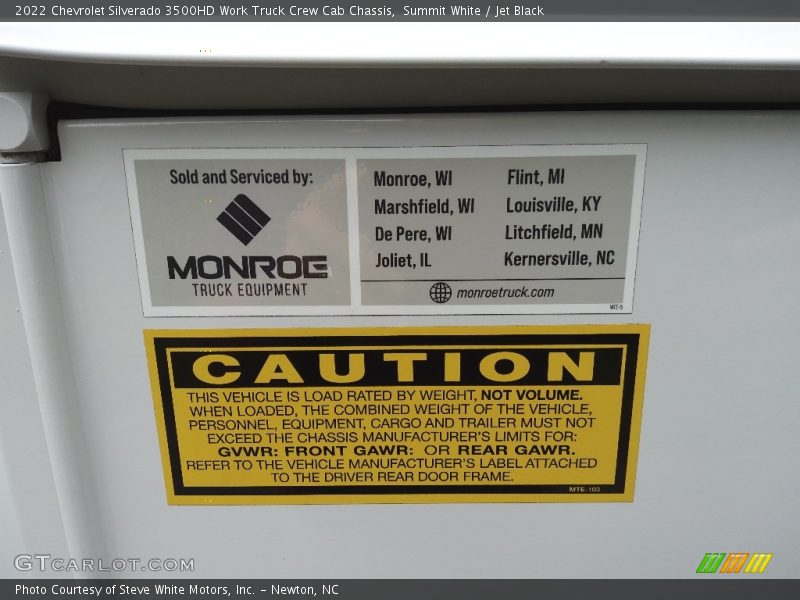 2022 Chevrolet Silverado 3500HD Work Truck Crew Cab Chassis, Summit White / Jet Black
Sold and Serviced by:
MONROE
TRUCK EQUIPMENT
Monroe, WI
Marshfield, WI
De Pere, WI
Joliet, IL
Flint, MI
Louisville, KY
Litchfield, MN
Kernersville, NC
monroetruck.com
CAUTION
THIS VEHICLE IS LOAD RATED BY WEIGHT, NOT VOLUME.
WHEN LOADED, THE COMBINED WEIGHT OF THE VEHICLE,
PERSONNEL, EQUIPMENT, CARGO AND TRAILER MUST NOT
EXCEED THE CHASSIS MANUFACTURER'S LIMITS FOR:
GVWR: FRONT GAWR: OR REAR GAWR.
REFER TO THE VEHICLE MANUFACTURER'S LABEL ATTACHED
TO THE DRIVER REAR DOOR FRAME.
MTE-103
GTCARLOT.COM
Photo Courtesy of Steve White Motors, Inc. – Newton, NC